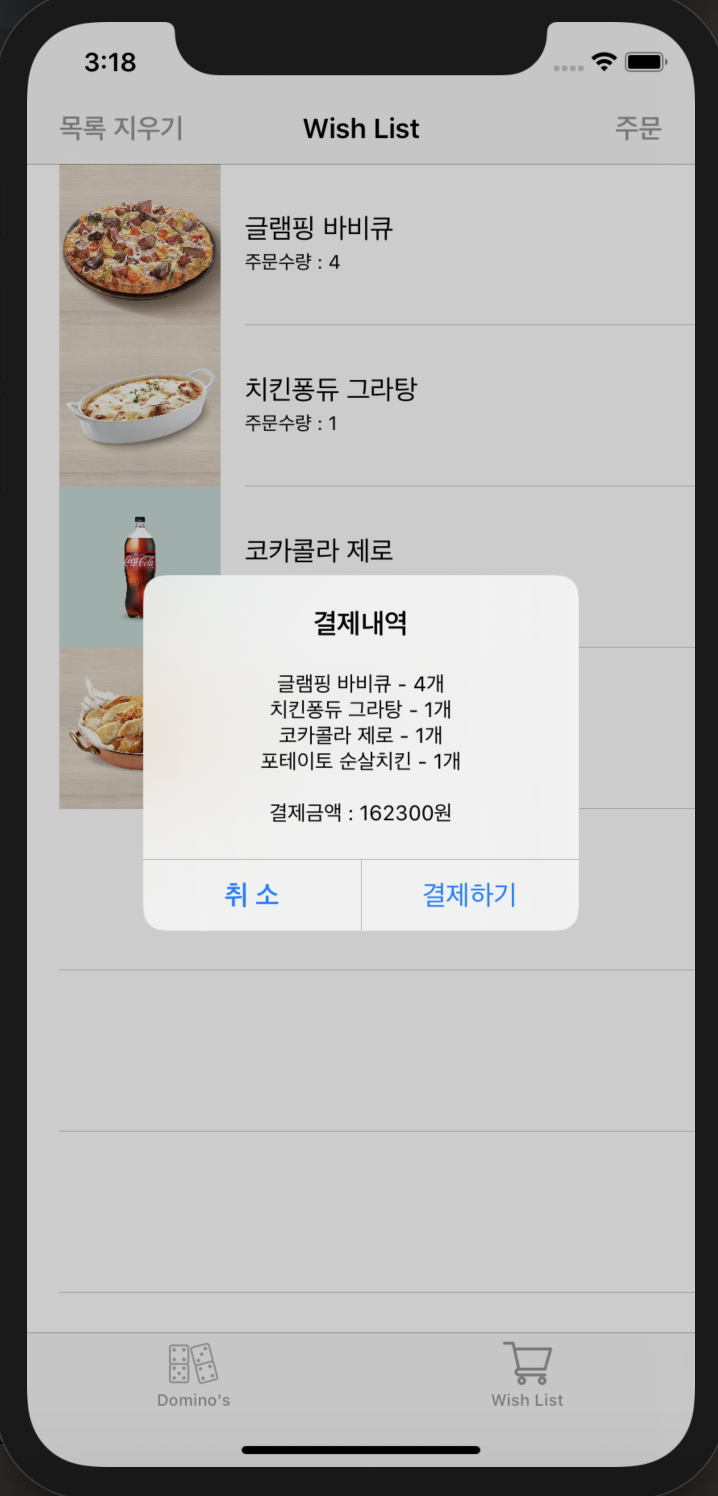 3:18
목록 지우기
Wish List
주문
글램핑 바비큐
주문수량 : 4
치킨퐁듀 그라탕
주문수량 : 1
코카콜라 제로
Coca-Cola
결제내역
글램핑 바비큐 - 4개
치킨퐁듀 그라탕 - 1개
코카콜라 제로 - 1개
포테이토 순살치킨 - 1개
결제금액 : 162300원
취 소
결제하기
Domino's
Wish List